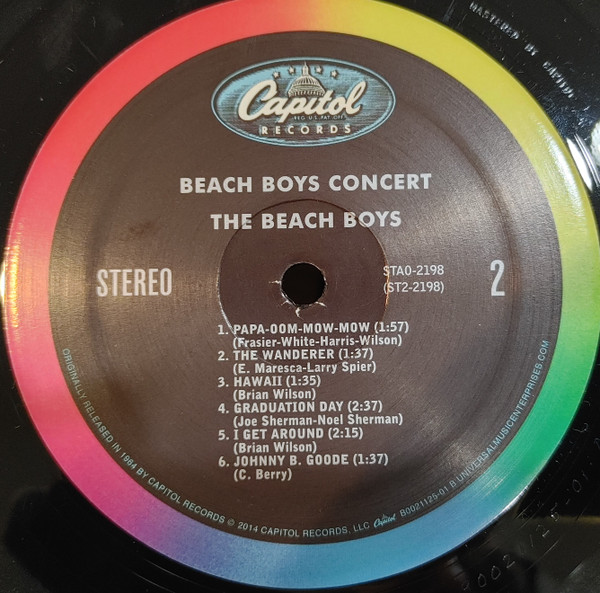 MASTERED BY CAPITOL
Capitol
REG. U.S. PAT. OFF.
RECORDS
BEACH BOYS CONCERT
THE BEACH BOYS
STEREO
STAO-2198
(ST2-2198)
2
1. PAPA-OOM-MOW-MOW (1:57)
(Frasier-White-Harris-Wilson)
2. THE WANDERER (1:37)
(E. Maresca-Larry Spier)
3. HAWAII (1:35)
(Brian Wilson)
4. GRADUATION DAY (2:37)
(Joe Sherman-Noel Sherman)
5. I GET AROUND (2:15)
(Brian Wilson)
6. JOHNNY B. GOODE (1:37)
(C. Berry)
ORIGINALLY RELEASED IN 1964 BY CAPITOL RECORDS © 2014 CAPITOL RECORDS, LLC Capitol B0021125-01 B UNIVERSALMUSICENTERPRISES.COM